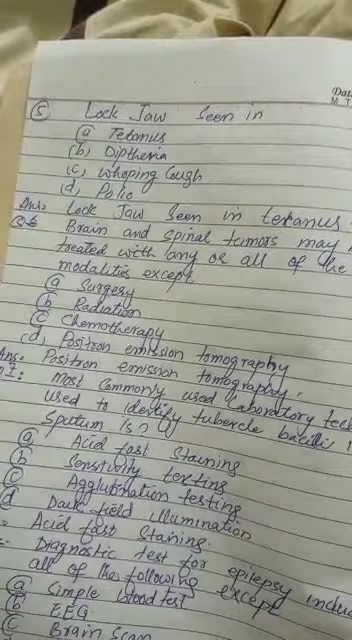 Dat
M T
⑤ Lock Jaw Seen in
ⓐ Tetanus
(b) Diptheria
(c) Whoping Cough
(d) Polio
Ans: Lock Jaw Seen in tetanus.
Q6 Brain and Spinal tumors may
treated with any or all of the
modalities except
ⓐ Surgery
ⓑ Radiation
ⓒ Chemotherapy
(d) Positron emission tomography
Ans: Positron emission tomography.
7: Most Commonly used Laboratory tec
Used to identify tubercle bacilli i
Sputum Is?
ⓐ Acid fast Staining
ⓑ Sensitivity testing
ⓒ Agglutination testing
ⓓ Dark field illumination
Acid fast Staining.
Diagnostic test for epilepsy inclu
all of the following except
ⓐ Simple blood test
ⓑ EEG
ⓒ Brain Scan